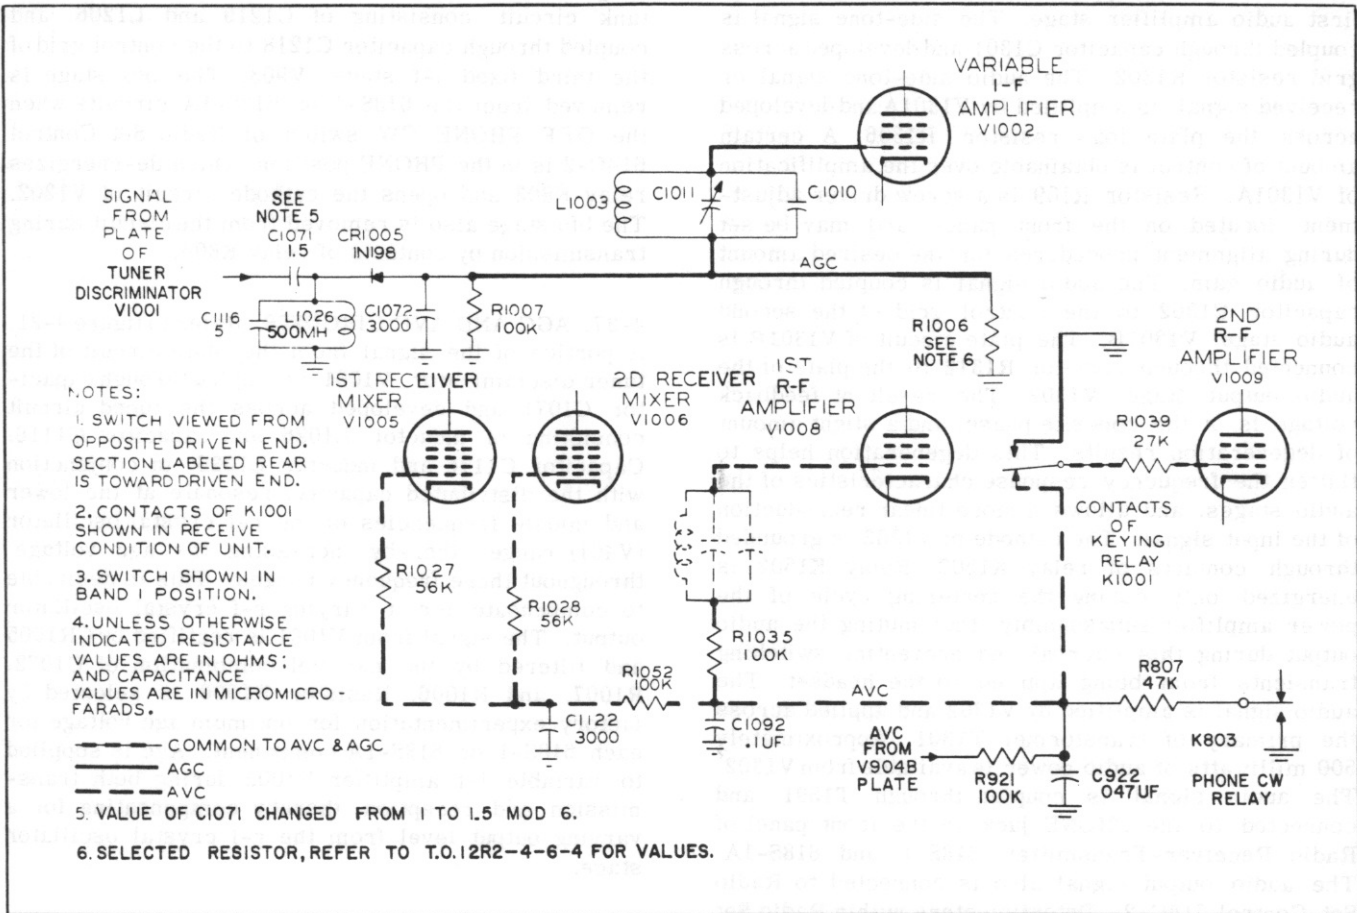 VARIABLE
I-F
AMPLIFIER
V1002
SIGNAL
FROM
PLATE
OF
TUNER
DISCRIMINATOR
V1001
SEE
NOTE 5
C1071
1.5
CR1005
IN198
L1003
C1011
C1010
AGC
C1116
5
L1026
500MH
C1072
3000
R1007
100K
R1006
SEE
NOTE 6
2ND
R-F
AMPLIFIER
V1009
1ST RECEIVER
MIXER
V1005
2D RECEIVER
MIXER
V1006
1ST
R-F
AMPLIFIER
V1008
R1039
27K
CONTACTS
OF
KEYING
RELAY
K1001
NOTES:
1. SWITCH VIEWED FROM
OPPOSITE DRIVEN END.
SECTION LABELED REAR
IS TOWARD DRIVEN END.
2. CONTACTS OF K1001
SHOWN IN RECEIVE
CONDITION OF UNIT.
3. SWITCH SHOWN IN
BAND I POSITION.
4. UNLESS OTHERWISE
INDICATED RESISTANCE
VALUES ARE IN OHMS;
AND CAPACITANCE
VALUES ARE IN MICROMICRO-
FARADS.
COMMON TO AVC & AGC
AGC
AVC
5. VALUE OF C1071 CHANGED FROM 1 TO 1.5 MOD 6.
6. SELECTED RESISTOR, REFER TO T.O.12R2-4-6-4 FOR VALUES.
R1027
56K
R1028
56K
R1052
100K
C1122
3000
R1035
100K
C1092
.1UF
AVC
AVC
FROM
V904B
PLATE
R921
100K
C922
.047UF
R807
47K
K803
PHONE CW
RELAY